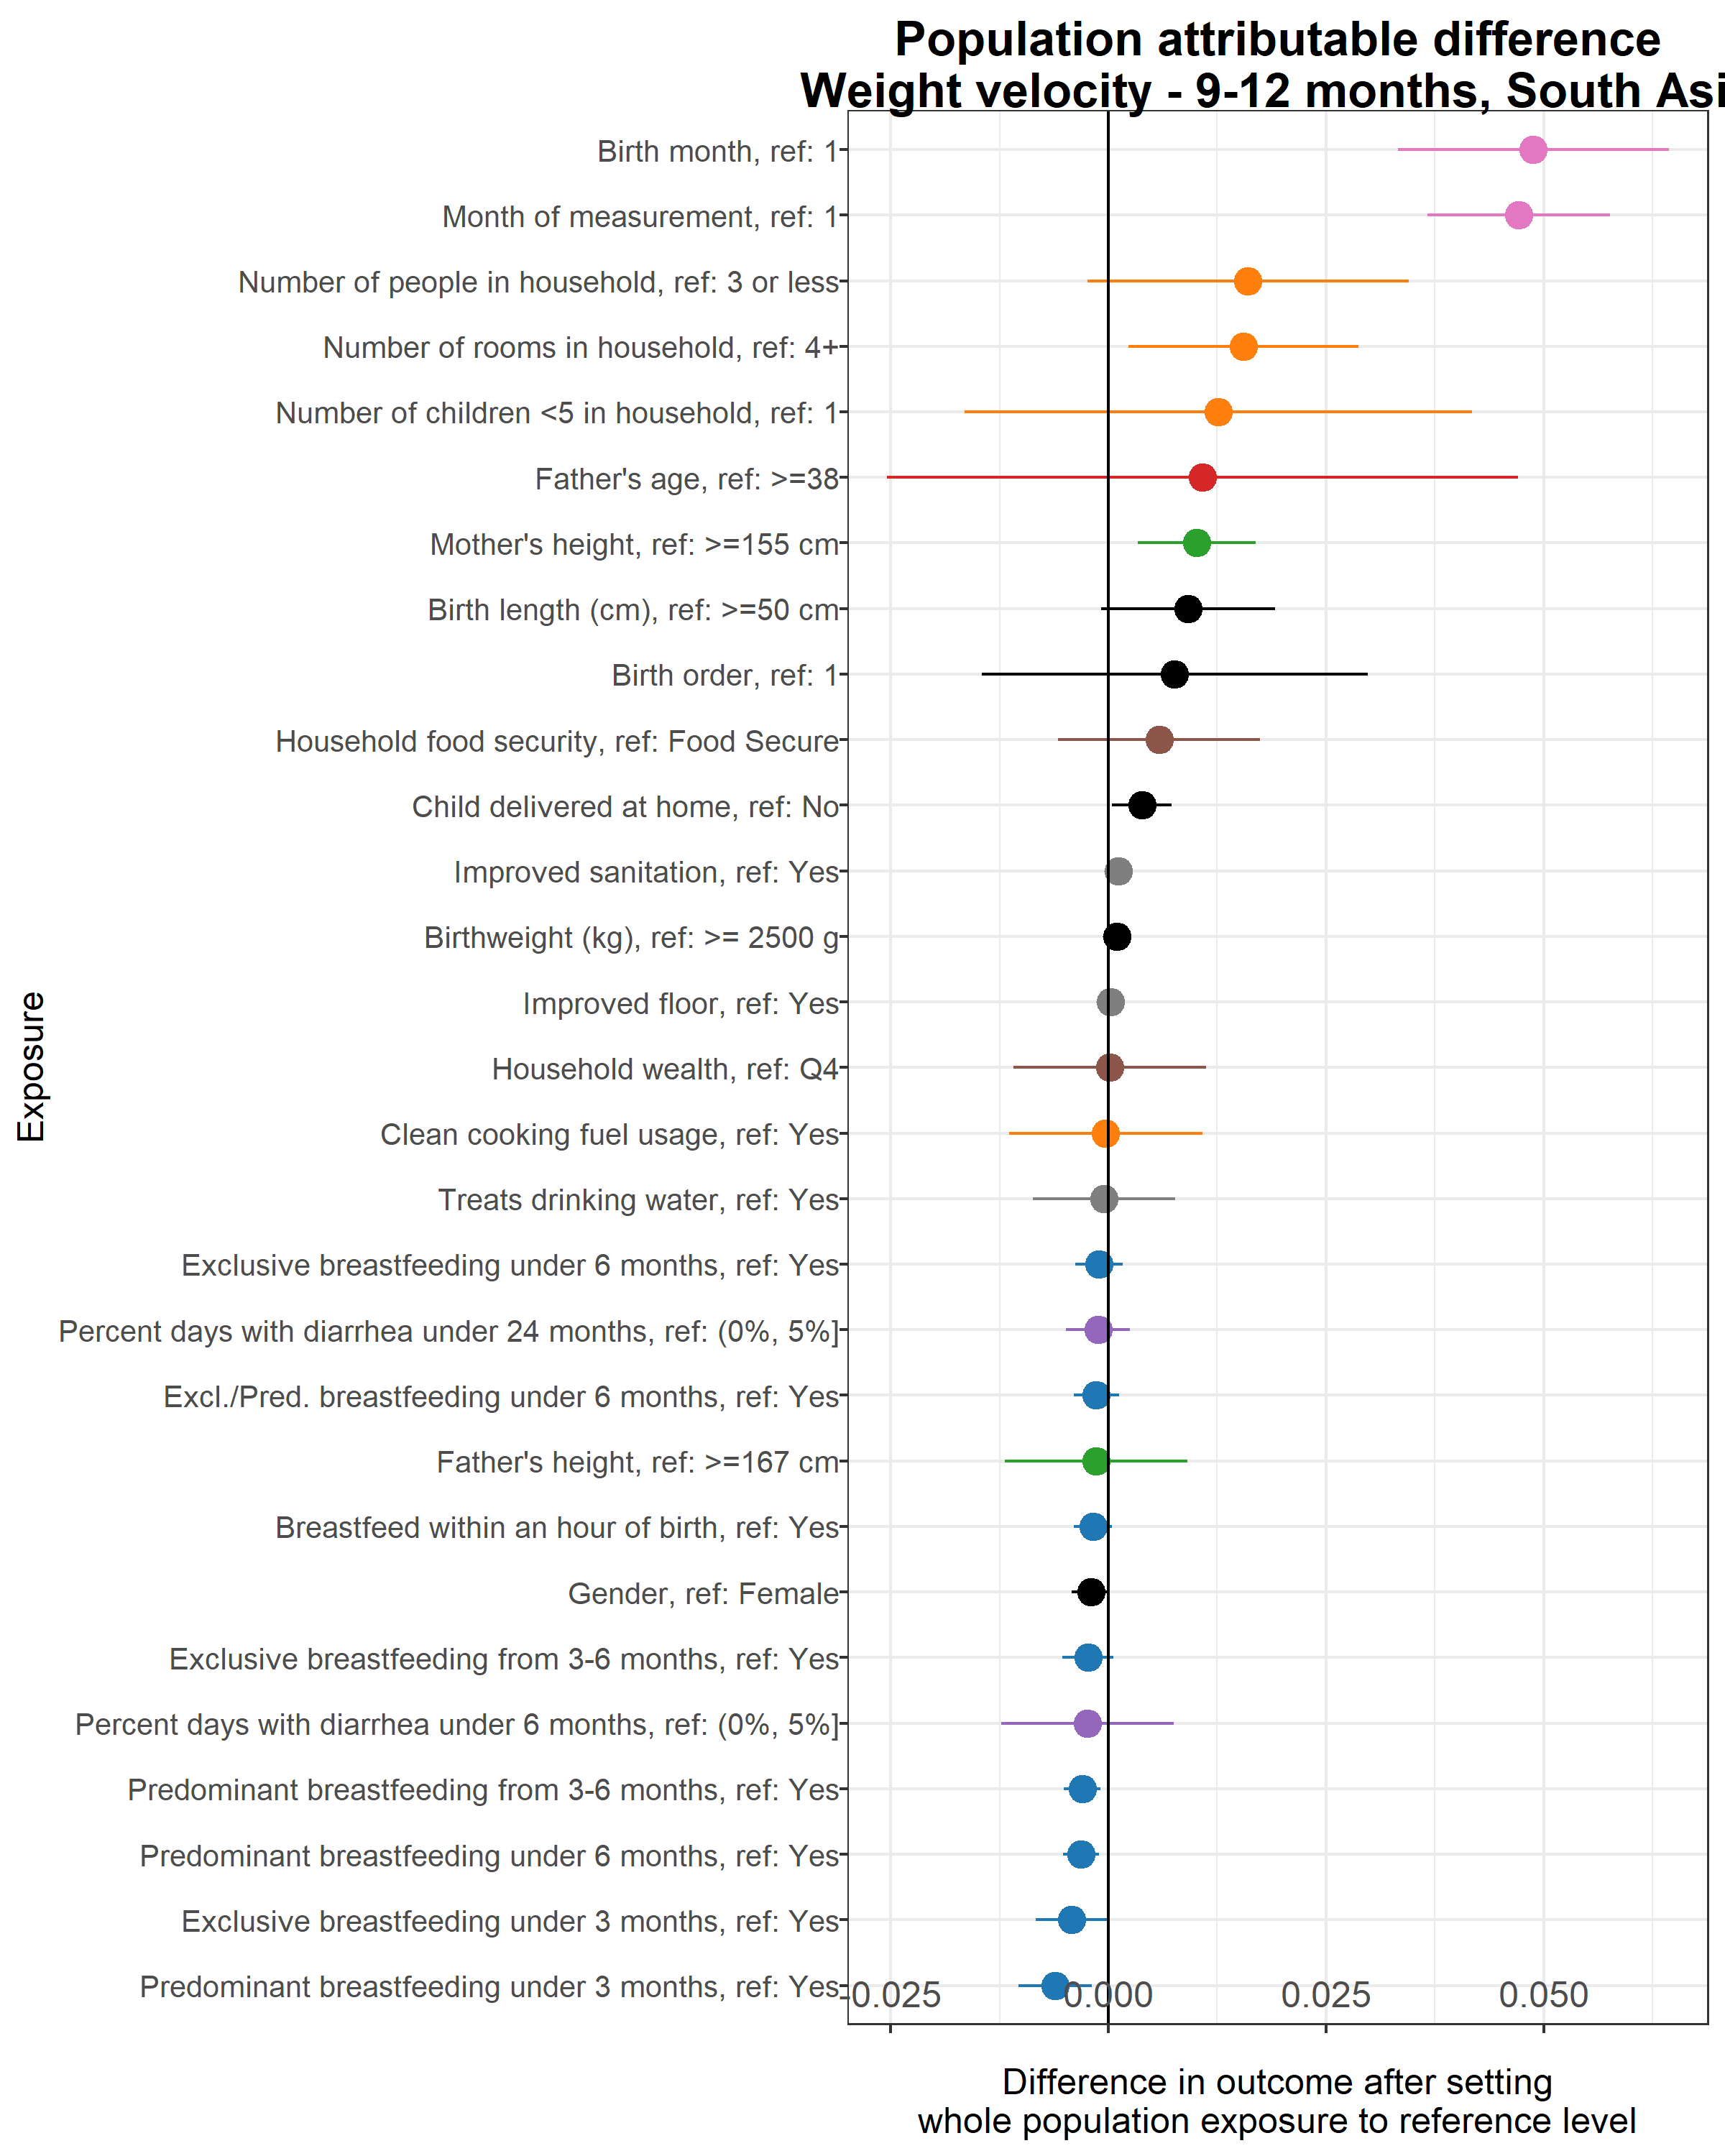 Population attributable difference
Weight velocity - 9-12 months, South Asi
Birth month, ref: 1
Month of measurement, ref: 1
Number of people in household, ref: 3 or less
Number of rooms in household, ref: 4+
Number of children <5 in household, ref: 1
Father's age, ref: >=38
Mother's height, ref: >=155 cm
Birth length (cm), ref: >=50 cm
Birth order, ref: 1
Household food security, ref: Food Secure
Child delivered at home, ref: No
Improved sanitation, ref: Yes
Birthweight (kg), ref: >= 2500 g
Improved floor, ref: Yes
Household wealth, ref: Q4
Clean cooking fuel usage, ref: Yes
Treats drinking water, ref: Yes
Exclusive breastfeeding under 6 months, ref: Yes
Percent days with diarrhea under 24 months, ref: (0%, 5%]
Excl./Pred. breastfeeding under 6 months, ref: Yes
Father's height, ref: >=167 cm
Breastfeed within an hour of birth, ref: Yes
Gender, ref: Female
Exclusive breastfeeding from 3-6 months, ref: Yes
Percent days with diarrhea under 6 months, ref: (0%, 5%]
Predominant breastfeeding from 3-6 months, ref: Yes
Predominant breastfeeding under 6 months, ref: Yes
Exclusive breastfeeding under 3 months, ref: Yes
Predominant breastfeeding under 3 months, ref: Yes
Exposure
-0.025 0.000 0.025 0.050
Difference in outcome after setting
whole population exposure to reference level